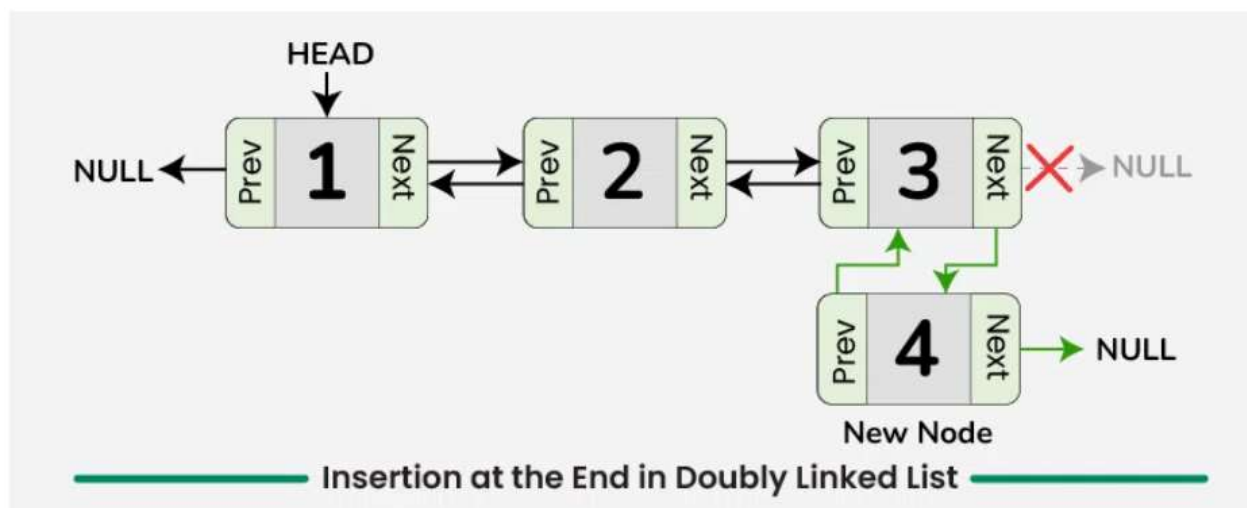 HEAD
NULL Prev 1 Next Prev 2 Next Prev 3 Next NULL
Prev 4 Next NULL
New Node
Insertion at the End in Doubly Linked List